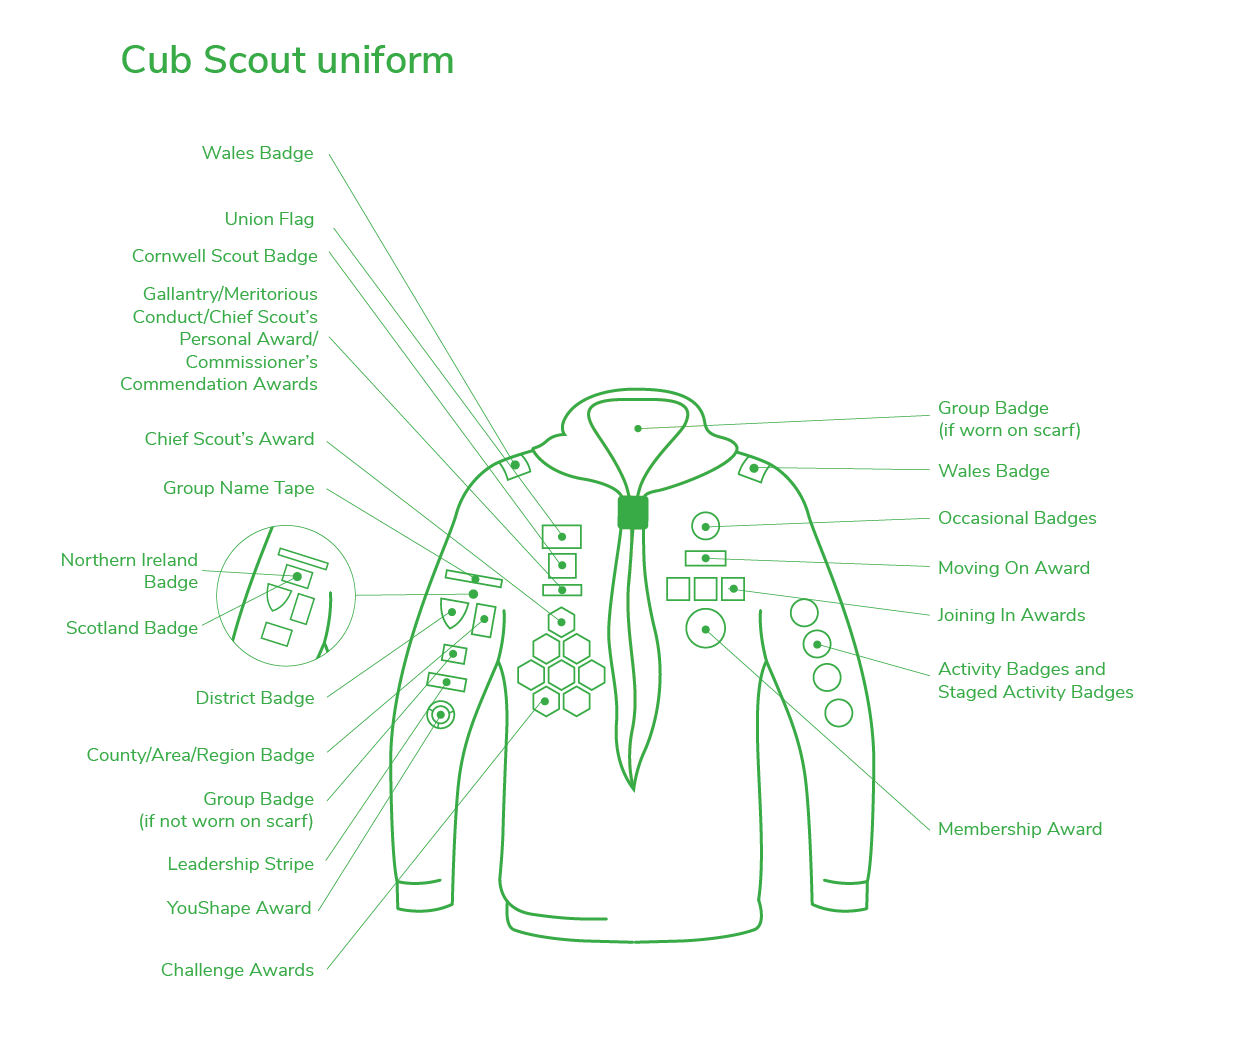 Cub Scout uniform
Wales Badge
Union Flag
Cornwell Scout Badge
Gallantry/Meritorious
Conduct/Chief Scout's
Personal Award/
Commissioner's
Commendation Awards
Chief Scout's Award
Group Name Tape
Northern Ireland
Badge
Scotland Badge
District Badge
County/Area/Region Badge
Group Badge
(if not worn on scarf)
Leadership Stripe
YouShape Award
Challenge Awards
Group Badge
(if worn on scarf)
Wales Badge
Occasional Badges
Moving On Award
Joining In Awards
Activity Badges and
Staged Activity Badges
Membership Award